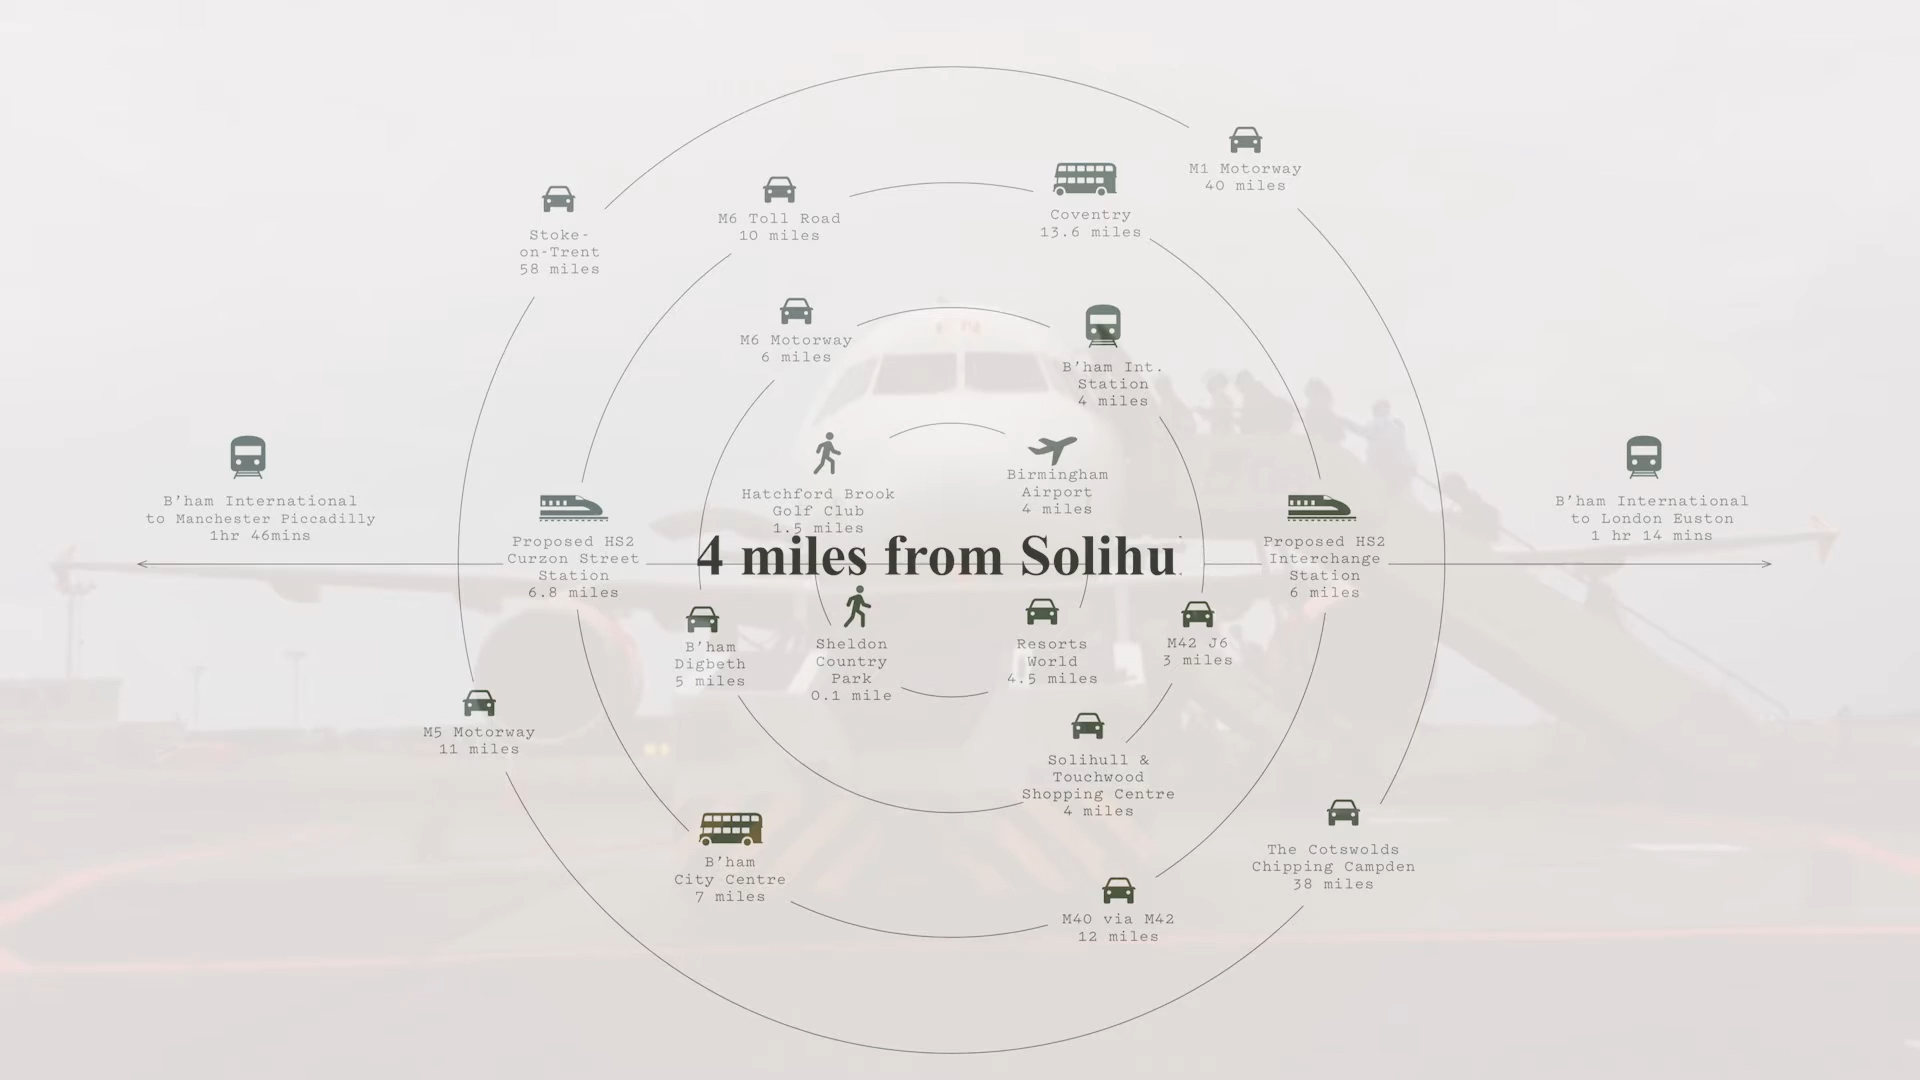 M1 Motorway
40 miles
Stoke-
on-Trent
58 miles
M6 Toll Road
10 miles
Coventry
13.6 miles
M6 Motorway
6 miles
B'ham Int.
Station
4 miles
Hatchford Brook
Golf Club
1.5 miles
Birmingham
Airport
4 miles
B'ham International
to Manchester Piccadilly
1hr 46mins
B'ham International
to London Euston
1 hr 14 mins
Proposed HS2
Curzon Street
Station
6.8 miles
4 miles from Solihu
Proposed HS2
Interchange
Station
6 miles
B'ham
Digbeth
5 miles
Sheldon
Country
Park
0.1 mile
Resorts
World
4.5 miles
M42 J6
3 miles
M5 Motorway
11 miles
Solihull &
Touchwood
Shopping Centre
4 miles
B'ham
City Centre
7 miles
The Cotswolds
Chipping Campden
38 miles
M40 via M42
12 miles